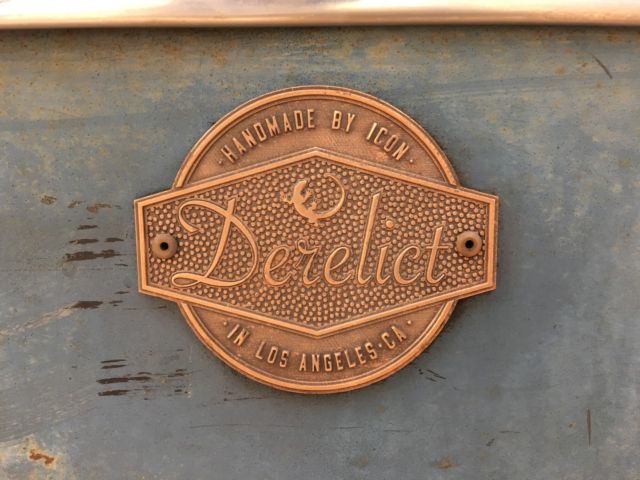 · HANDMADE BY ICON ·
Derelict
· IN LOS ANGELES · CA ·